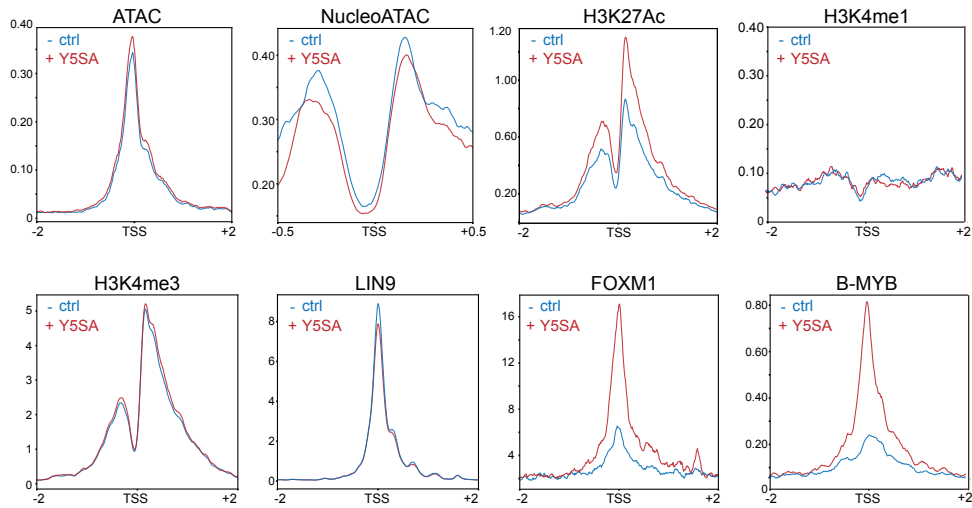 ATAC
0.40
0.30
0.20
0.10
0
- ctrl
+ Y5SA
-2
TSS
+2
NucleoATAC
0.40
0.30
0.20
- ctrl
+ Y5SA
-0.5
TSS
+0.5
H3K27Ac
1.20
1.00
0.60
0.20
- ctrl
+ Y5SA
-2
TSS
+2
H3K4me1
0.40
0.30
0.20
0.10
0
- ctrl
+ Y5SA
-2
TSS
+2
H3K4me3
5
4
3
2
1
0
- ctrl
+ Y5SA
-2
TSS
+2
LIN9
8
6
4
2
0
- ctrl
+ Y5SA
-2
TSS
+2
FOXM1
16
12
8
4
- ctrl
+ Y5SA
-2
TSS
+2
B-MYB
0.80
0.60
0.40
0.20
0
- ctrl
+ Y5SA
-2
TSS
+2